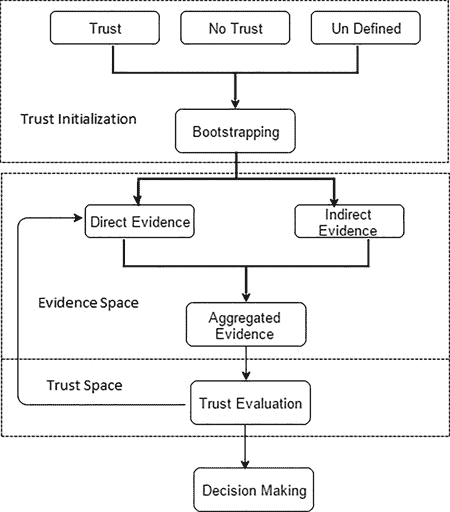 Trust
No Trust
Un Defined
Trust Initialization
Bootstrapping
Direct Evidence
Indirect
Evidence
Evidence Space
Aggregated
Evidence
Trust Space
Trust Evaluation
Decision Making